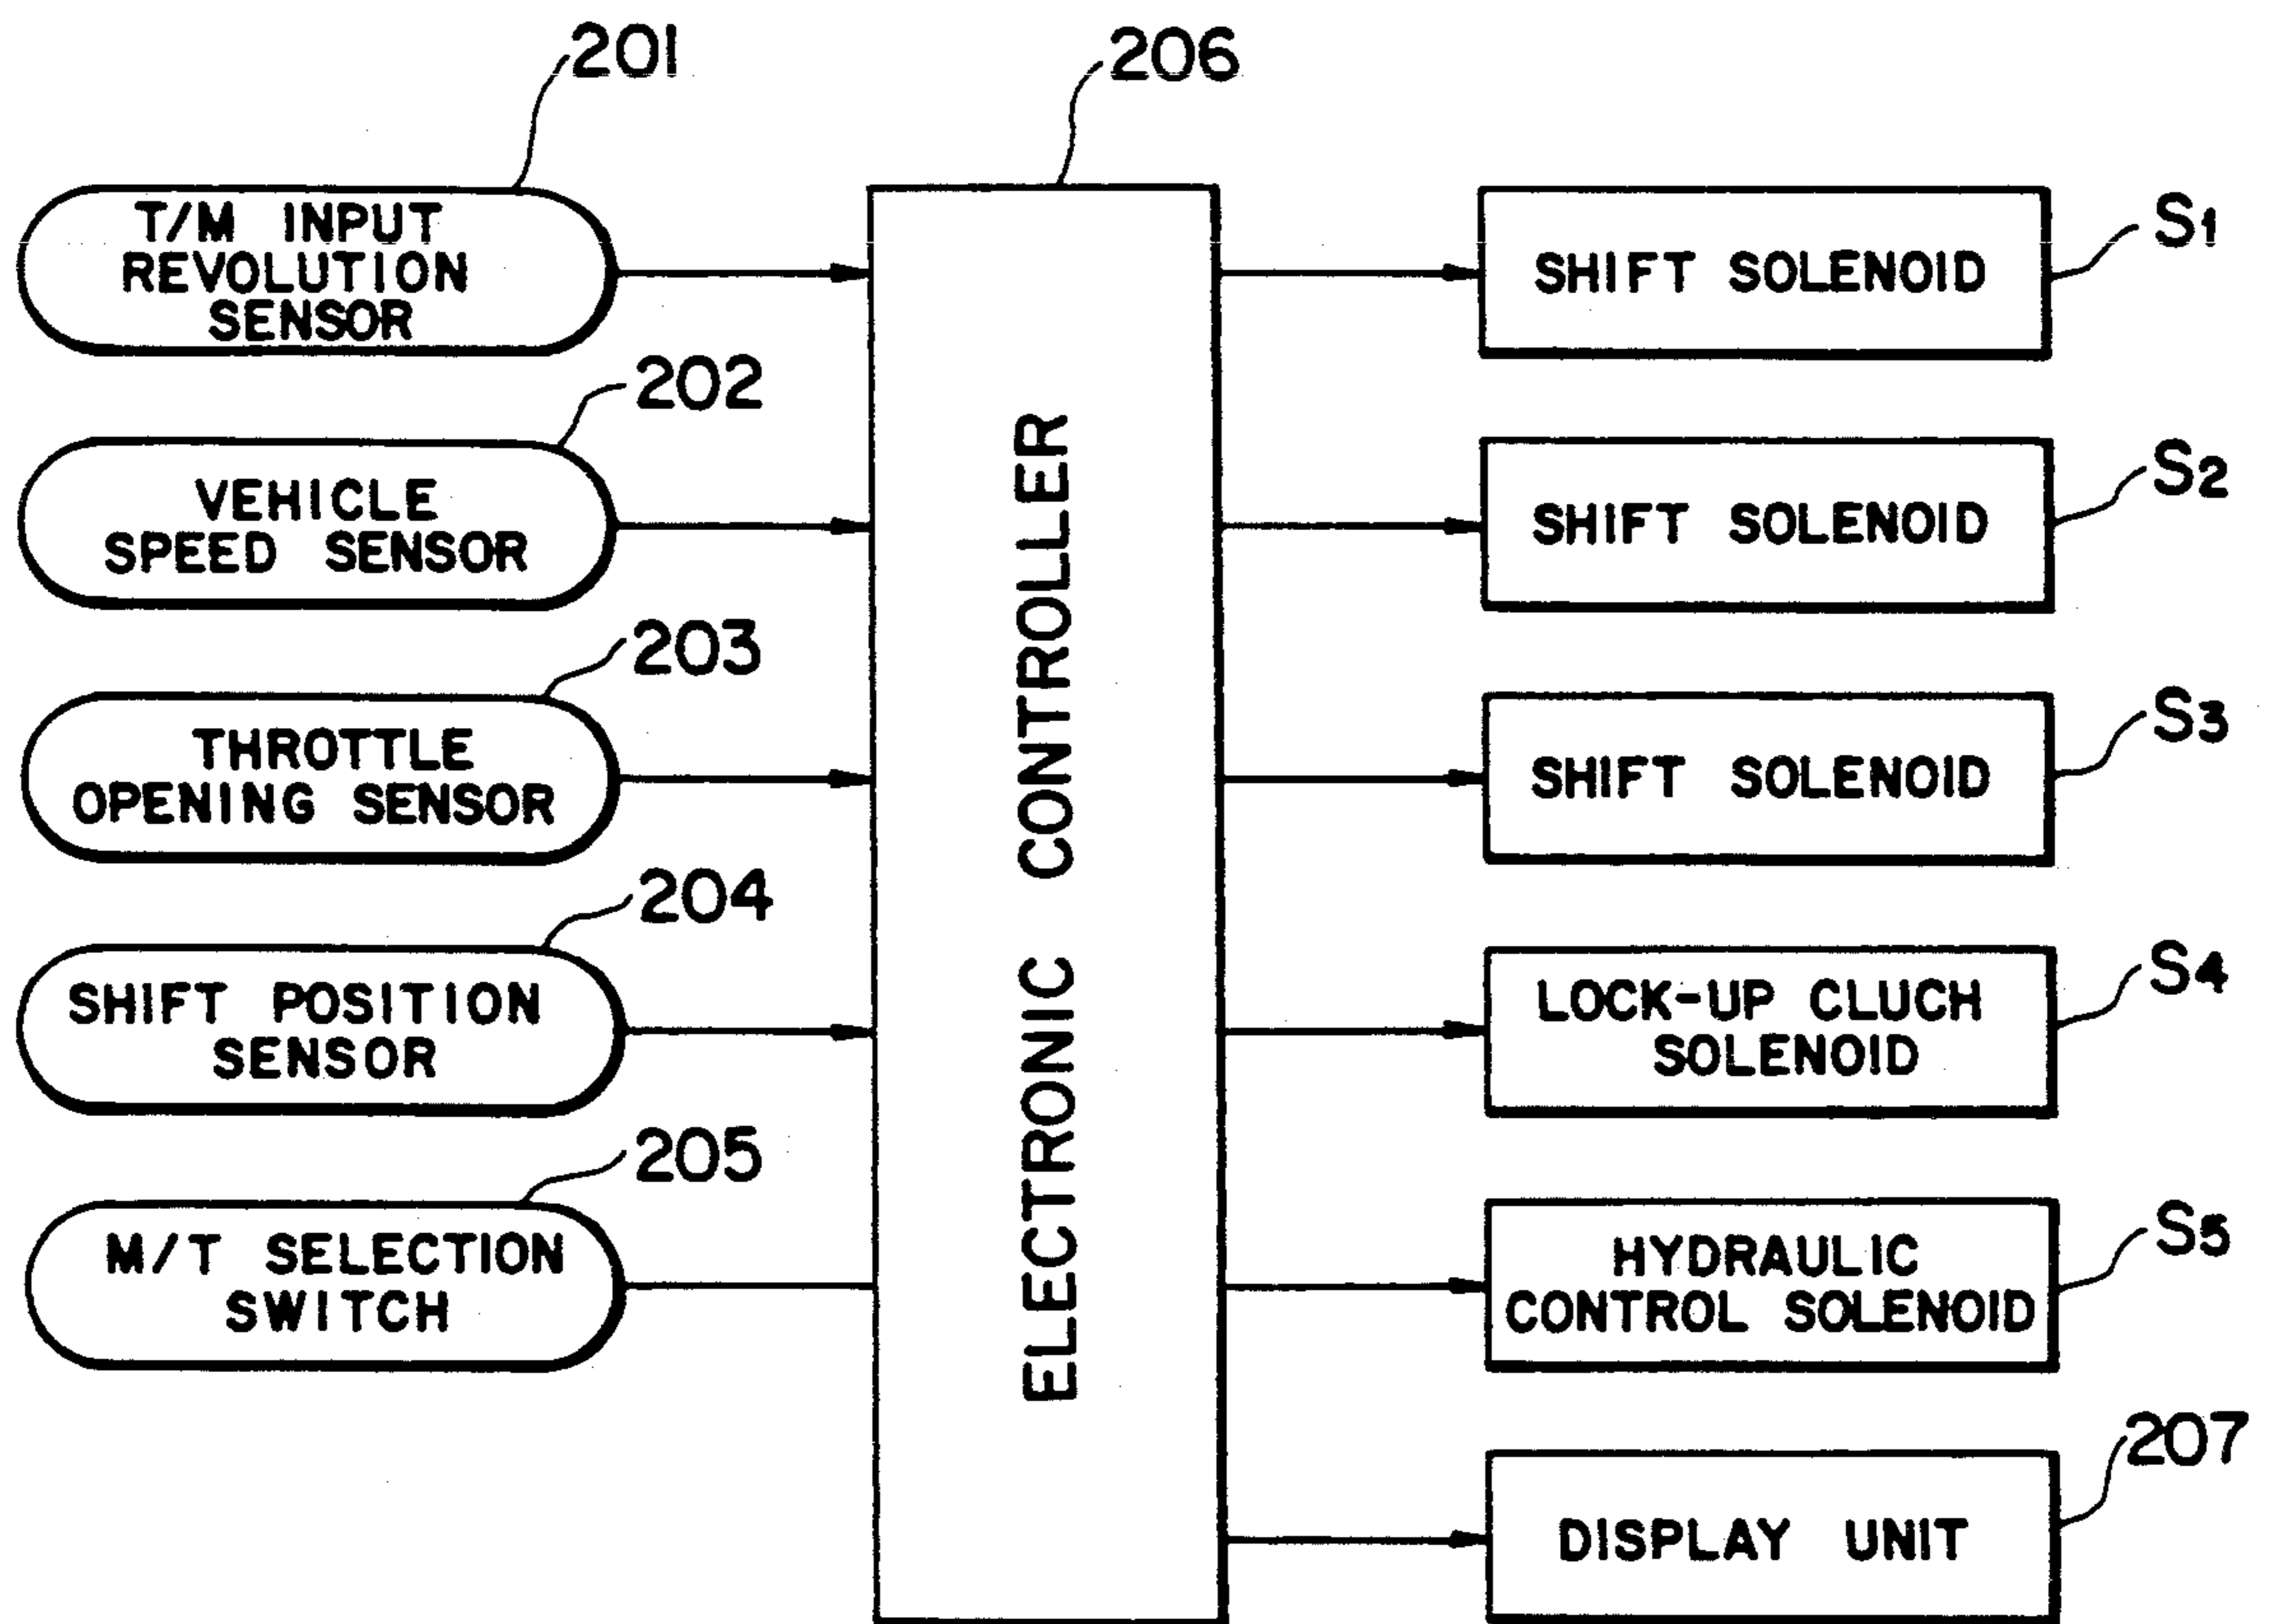 201
T/M INPUT
REVOLUTION
SENSOR
202
VEHICLE
SPEED SENSOR
203
THROTTLE
OPENING SENSOR
204
SHIFT POSITION
SENSOR
205
M/T SELECTION
SWITCH
206
ELECTRONIC CONTROLLER
S1
SHIFT SOLENOID
S2
SHIFT SOLENOID
S3
SHIFT SOLENOID
S4
LOCK-UP CLUCH
SOLENOID
S5
HYDRAULIC
CONTROL SOLENOID
207
DISPLAY UNIT